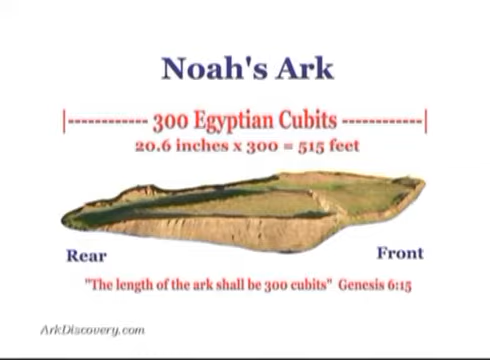 Noah's Ark
|------------ 300 Egyptian Cubits ------------|
20.6 inches x 300 = 515 feet
Rear
Front
"The length of the ark shall be 300 cubits" Genesis 6:15
ArkDiscovery.com